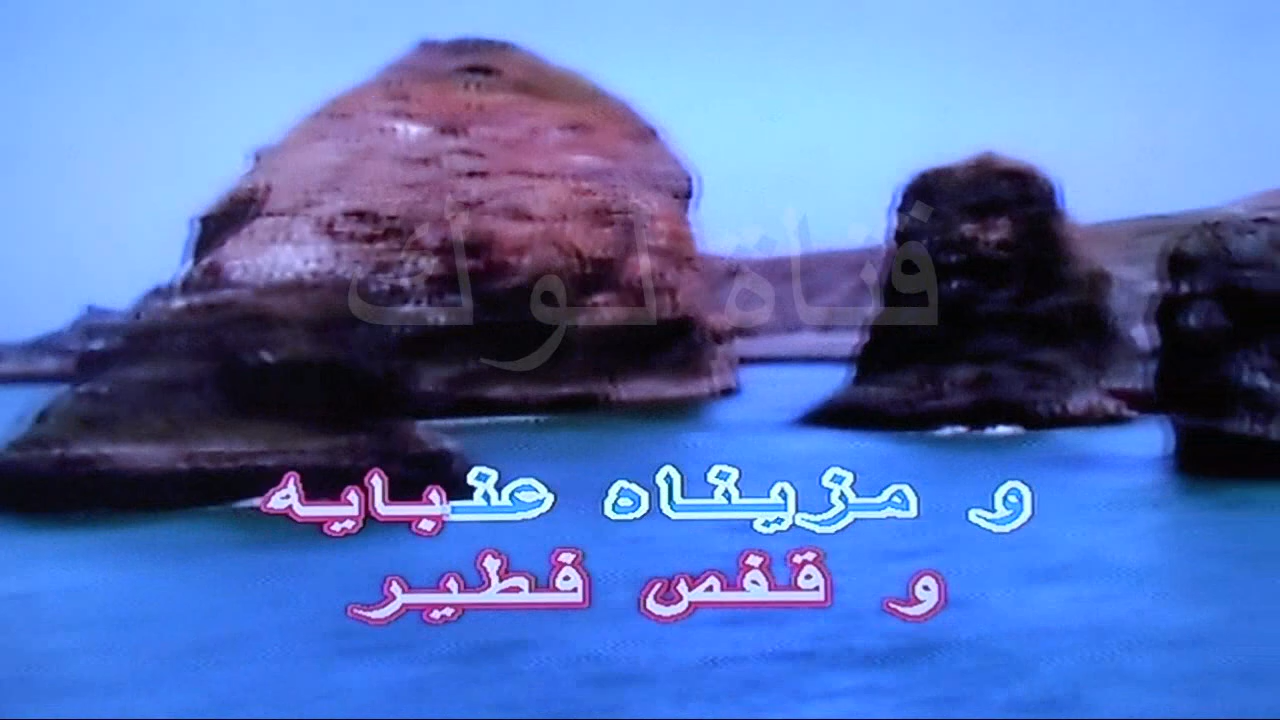 قناة لوك
و مزيناه عنبايه
و قفص فطير